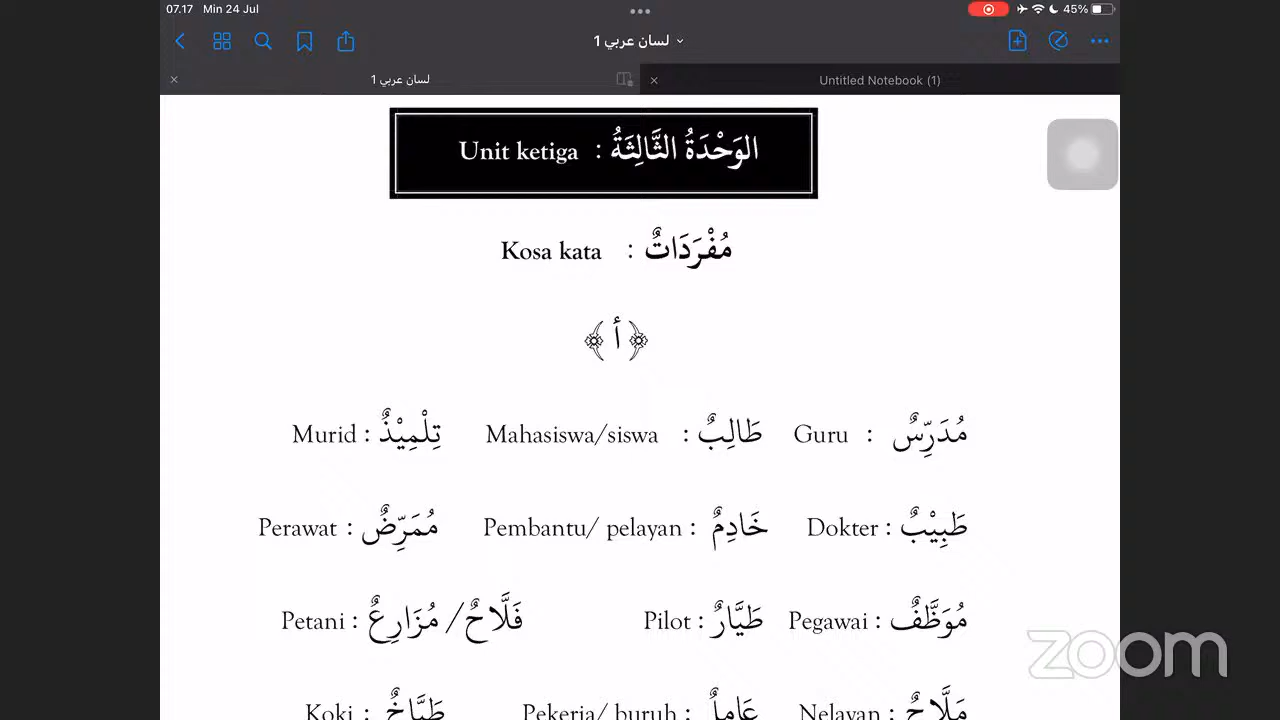 07.17 Min 24 Jul
45%
لسان عربي 1
لسان عربي 1
Untitled Notebook (1)
الوَحْدَةُ الثَّالِثَةُ : Unit ketiga
مُفْرَدَاتٌ : Kosa kata
﴿ أ ﴾
مُدَرِّسٌ : Guru طَالِبٌ : Mahasiswa/siswa تِلْمِيْذٌ : Murid
طَبِيْبٌ : Dokter خَادِمٌ : Pembantu/ pelayan مُمَرِّضٌ : Perawat
مُوَظَّفٌ : Pegawai طَيَّارٌ : Pilot فَلَّاحٌ / مُزَارِعٌ : Petani
مَلَّاحٌ : Nelayan عَامِلٌ : Pekerja/ buruh طَبَّاخٌ : Koki
zoom